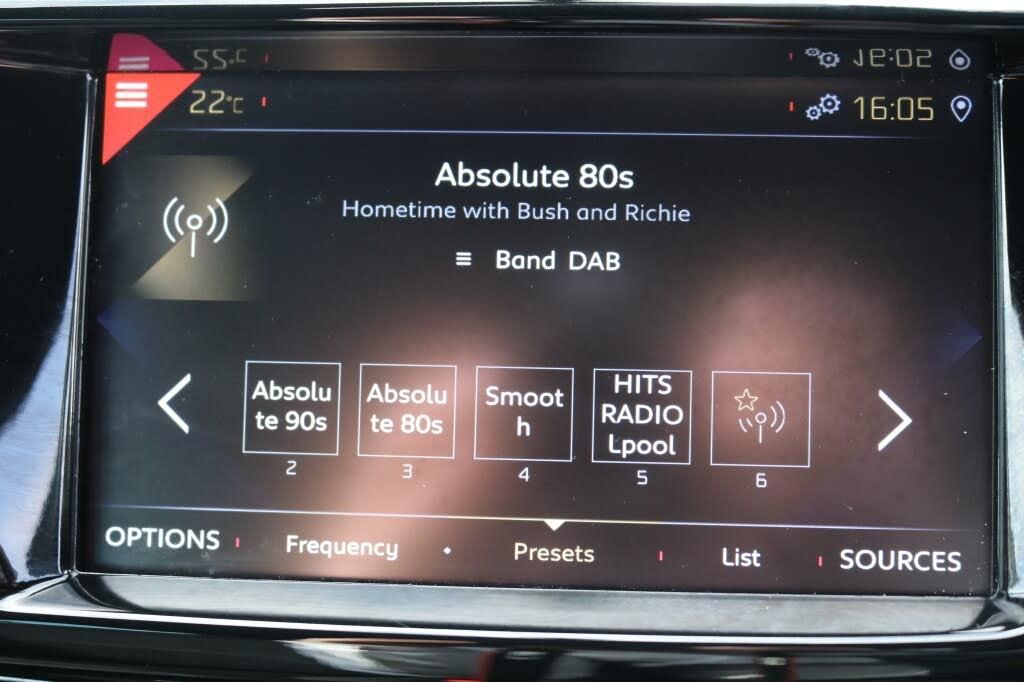 22°C
16:05
Absolute 80s
Hometime with Bush and Richie
Band DAB
Absolu
te 90s
2
Absolu
te 80s
3
Smoot
h
4
HITS
RADIO
Lpool
5
6
OPTIONS
Frequency
Presets
List
SOURCES